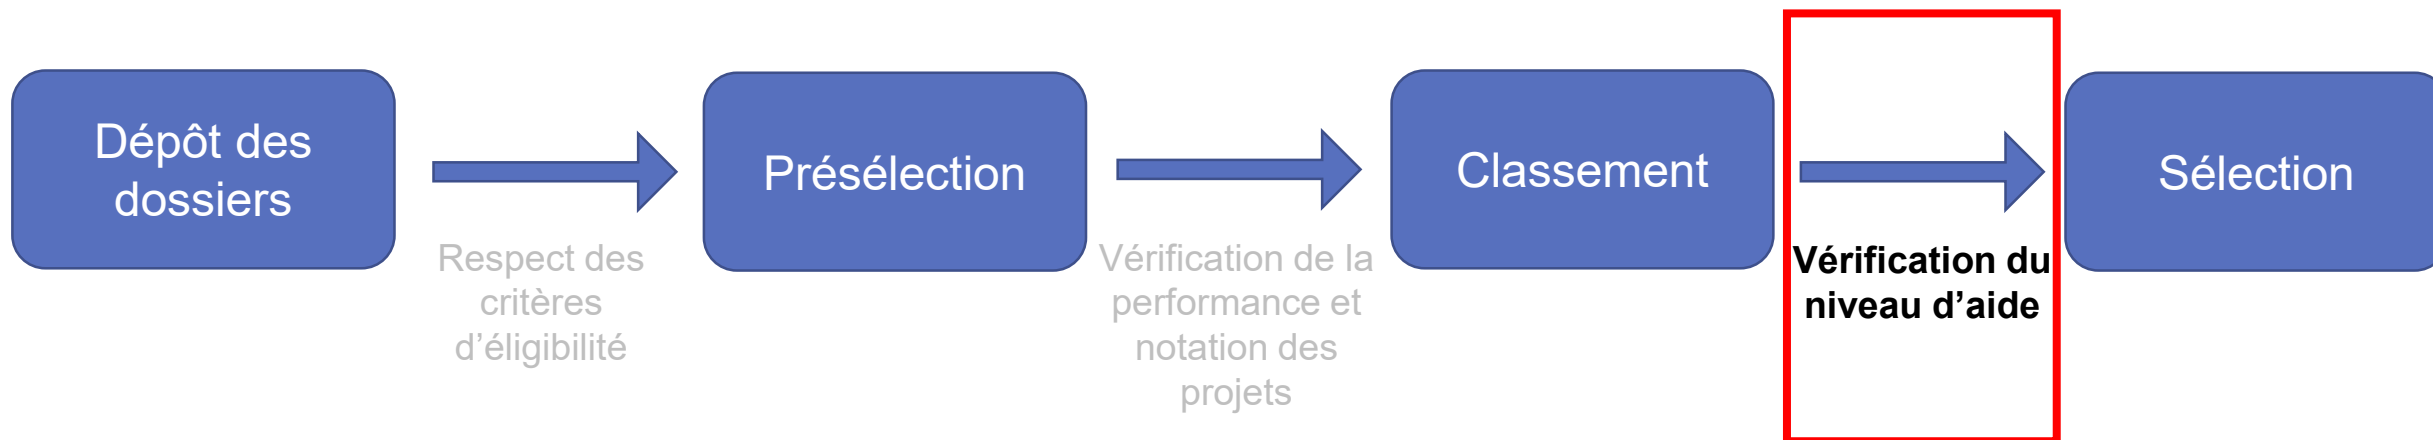 Dépôt des
dossiers
Respect des
critères
d’éligibilité
Présélection
Vérification de la
performance et
notation des
projets
Classement
Vérification du
niveau d’aide
Sélection